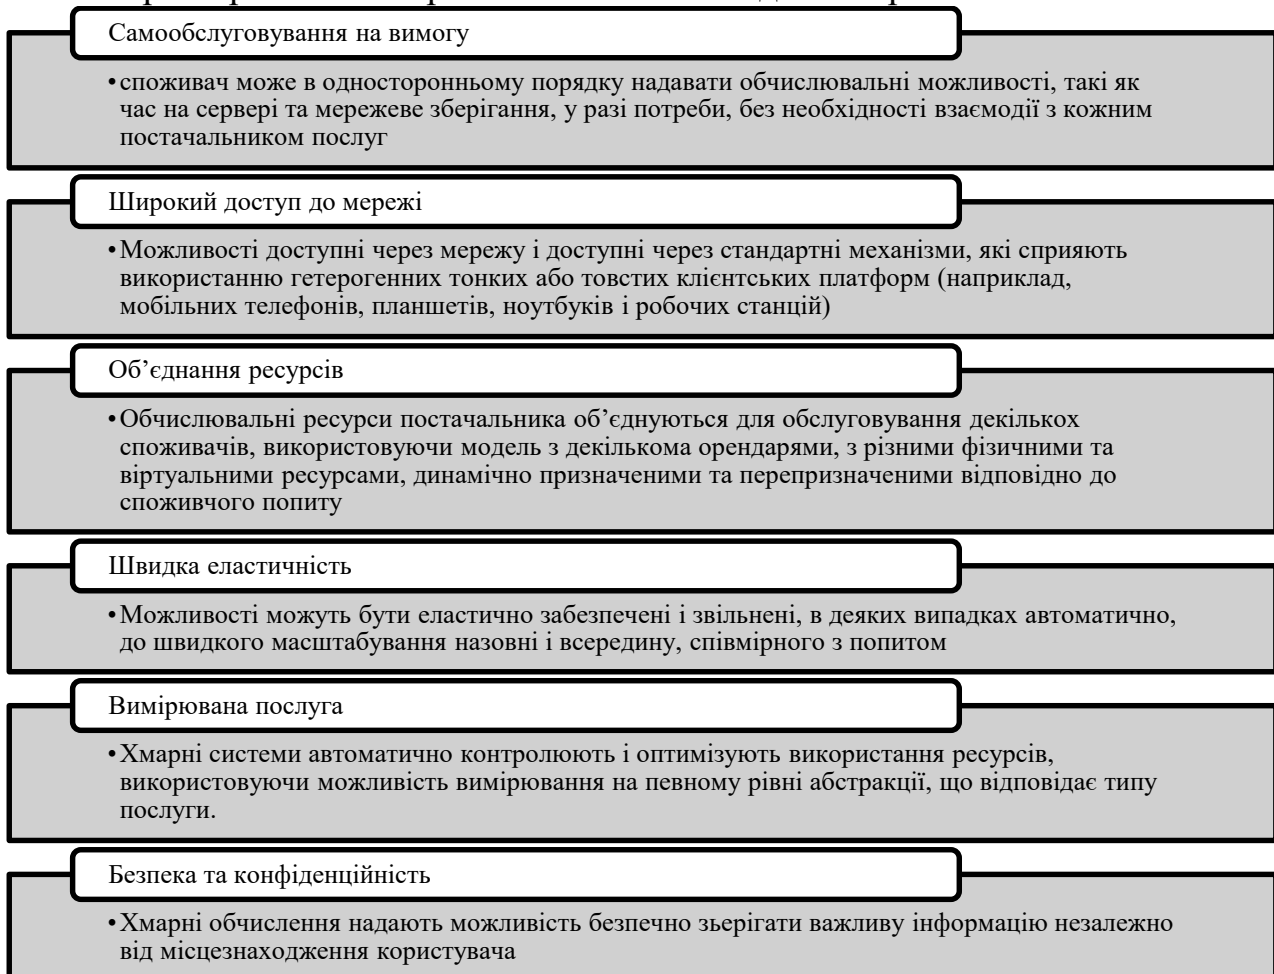 Самообслуговування на вимогу
•споживач може в односторонньому порядку надавати обчислювальні можливості, такі як
час на сервері та мережеве зберігання, у разі потреби, без необхідності взаємодії з кожним
постачальником послуг
Широкий доступ до мережі
•Можливості доступні через мережу і доступні через стандартні механізми, які сприяють
використанню гетерогенних тонких або товстих клієнтських платформ (наприклад,
мобільних телефонів, планшетів, ноутбуків і робочих станцій)
Об’єднання ресурсів
•Обчислювальні ресурси постачальника об’єднуються для обслуговування декількох
споживачів, використовуючи модель з декількома орендарями, з різними фізичними та
віртуальними ресурсами, динамічно призначеними та перепризначеними відповідно до
споживчого попиту
Швидка еластичність
•Можливості можуть бути еластично забезпечені і звільнені, в деяких випадках автоматично,
до швидкого масштабування назовні і всередину, співмірного з попитом
Вимірювана послуга
•Хмарні системи автоматично контролюють і оптимізують використання ресурсів,
використовуючи можливість вимірювання на певному рівні абстракції, що відповідає типу
послуги.
Безпека та конфіденційність
•Хмарні обчислення надають можливість безпечно зьерігати важливу інформацію незалежно
від місцезнаходження користувача